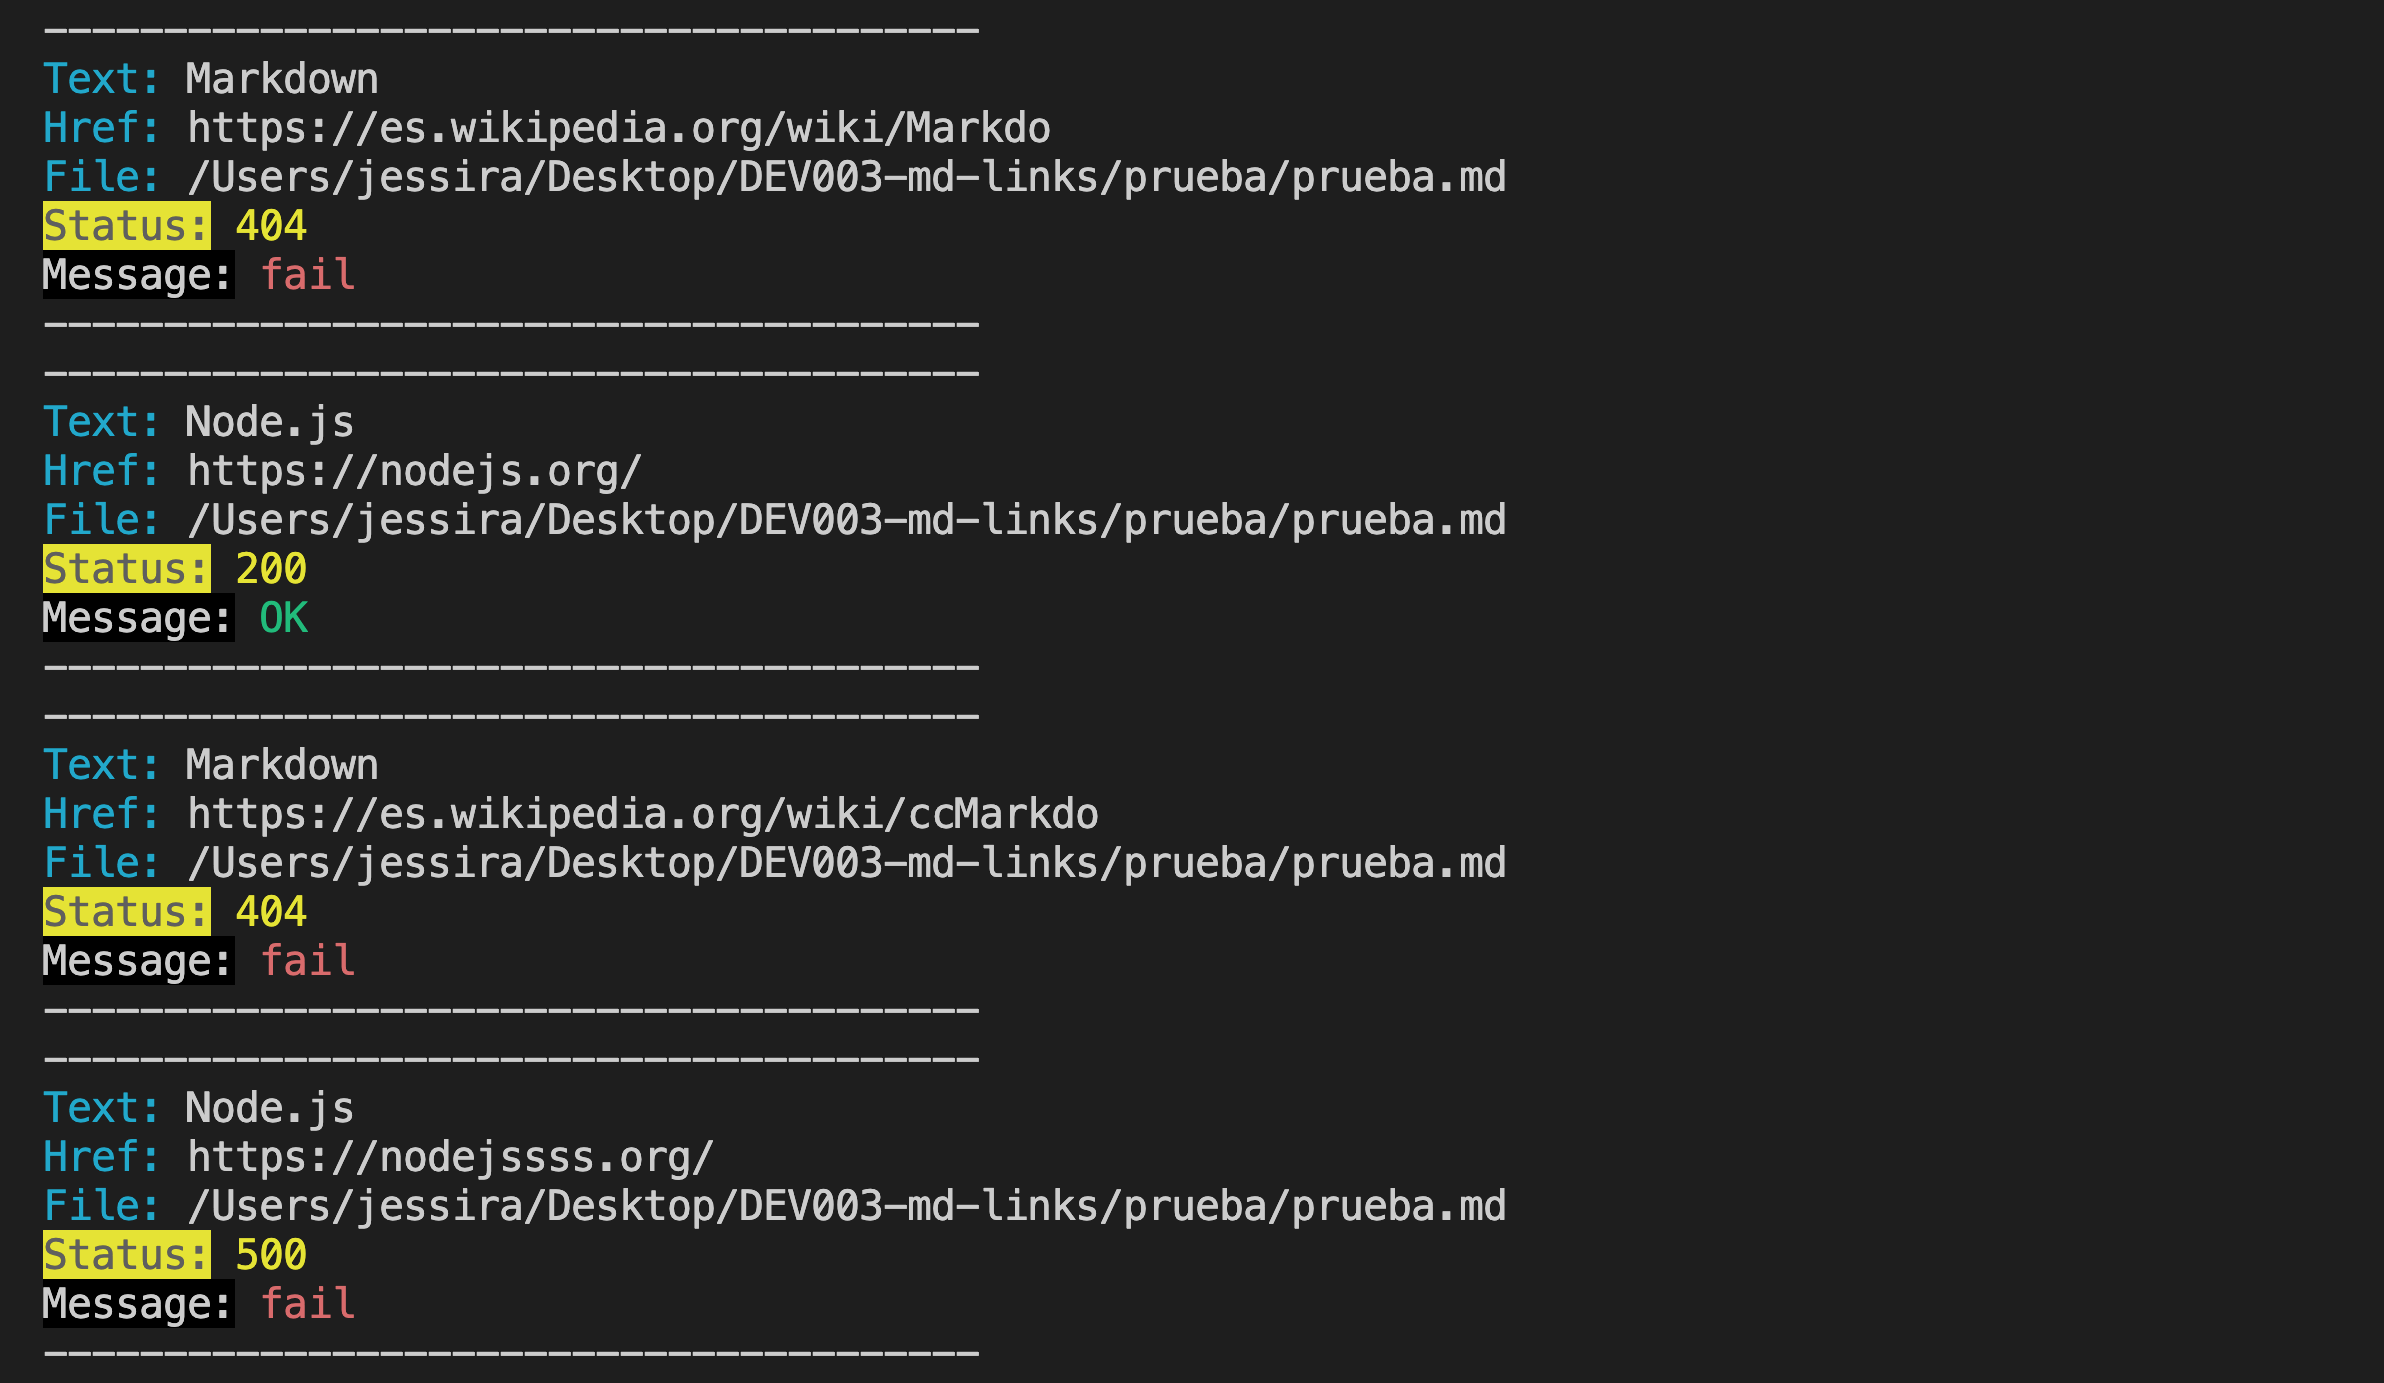 ---------------------------------------
Text: Markdown
Href: https://es.wikipedia.org/wiki/Markdo
File: /Users/jessira/Desktop/DEV003-md-links/prueba/prueba.md
Status: 404
Message: fail
---------------------------------------
---------------------------------------
Text: Node.js
Href: https://nodejs.org/
File: /Users/jessira/Desktop/DEV003-md-links/prueba/prueba.md
Status: 200
Message: OK
---------------------------------------
---------------------------------------
Text: Markdown
Href: https://es.wikipedia.org/wiki/ccMarkdo
File: /Users/jessira/Desktop/DEV003-md-links/prueba/prueba.md
Status: 404
Message: fail
---------------------------------------
---------------------------------------
Text: Node.js
Href: https://nodejssss.org/
File: /Users/jessira/Desktop/DEV003-md-links/prueba/prueba.md
Status: 500
Message: fail
---------------------------------------